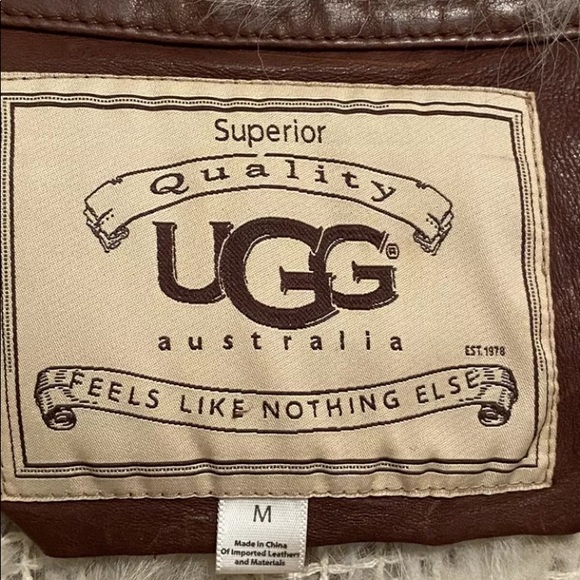 Superior
Quality
UGG®
australia
EST.1978
FEELS LIKE NOTHING ELSE
M
Made in China
Of Imported Leathers
and Materials